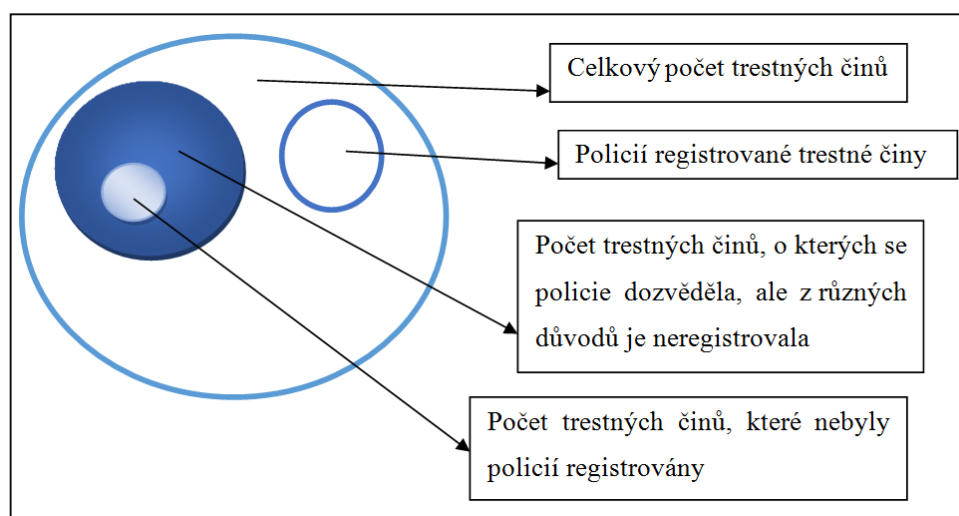 Celkový počet trestných činů
Policií registrované trestné činy
Počet trestných činů, o kterých se
policie dozvěděla, ale z různých
důvodů je neregistrovala
Počet trestných činů, které nebyly
policií registrovány